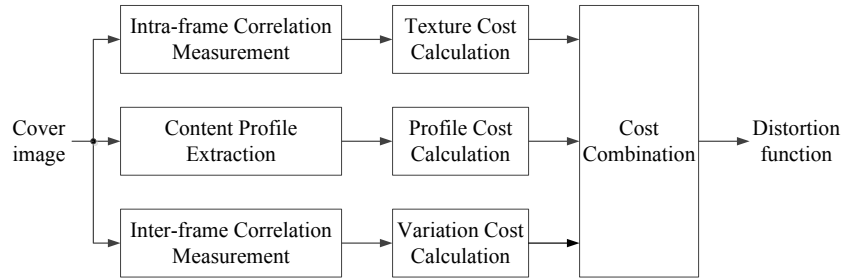 Cover
image
Intra-frame Correlation
Measurement
Texture Cost
Calculation
Content Profile
Extraction
Profile Cost
Calculation
Inter-frame Correlation
Measurement
Variation Cost
Calculation
Cost
Combination
Distortion
function